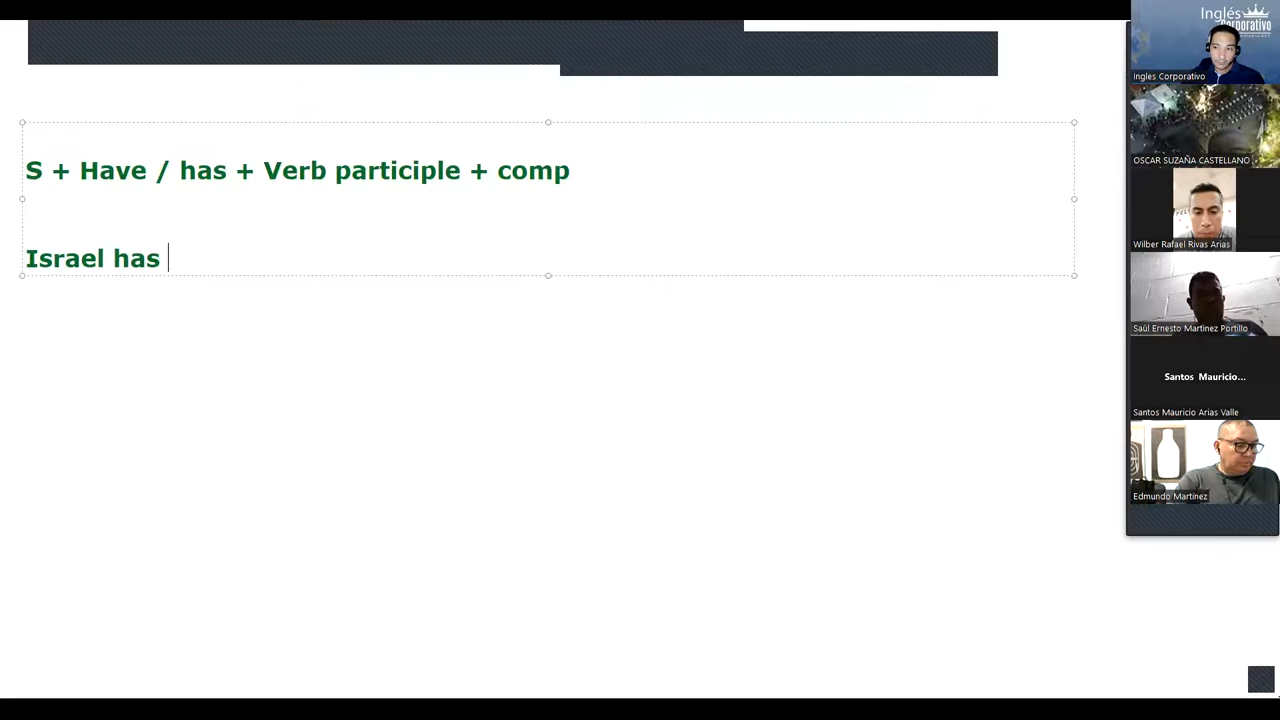 S + Have / has + Verb participle + comp
Israel has
Inglés
Corporativo
Ingles Corporativo
OSCAR SUZAÑA CASTELLANO
Wilber Rafael Rivas Arias
Saúl Ernesto Martinez Portillo
Santos Mauricio...
Santos Mauricio Arias Valle
Edmundo Martínez